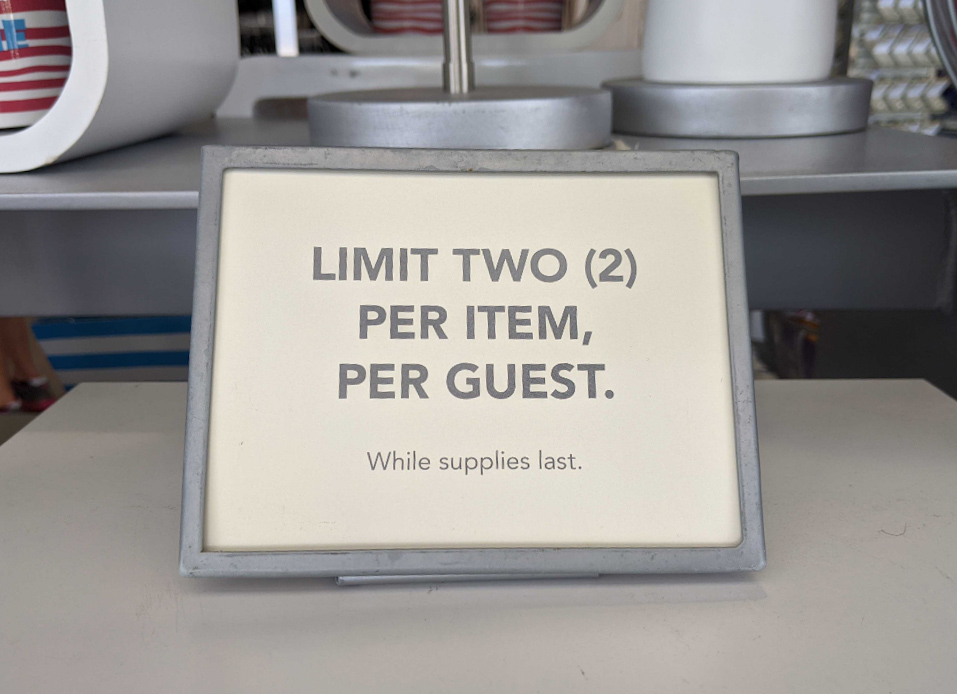 LIMIT TWO (2)
PER ITEM,
PER GUEST.
While supplies last.